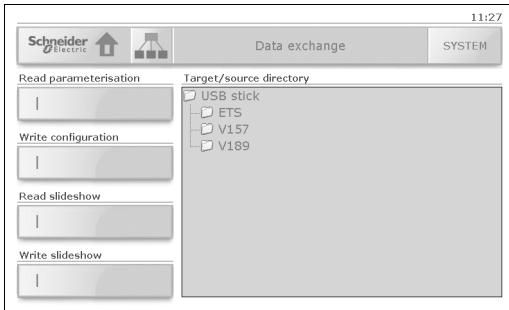 11:27
Schneider Electric
Data exchange
SYSTEM
Read parameterisation
Target/source directory
USB stick
ETS
V157
V189
Write configuration
Read slideshow
Write slideshow